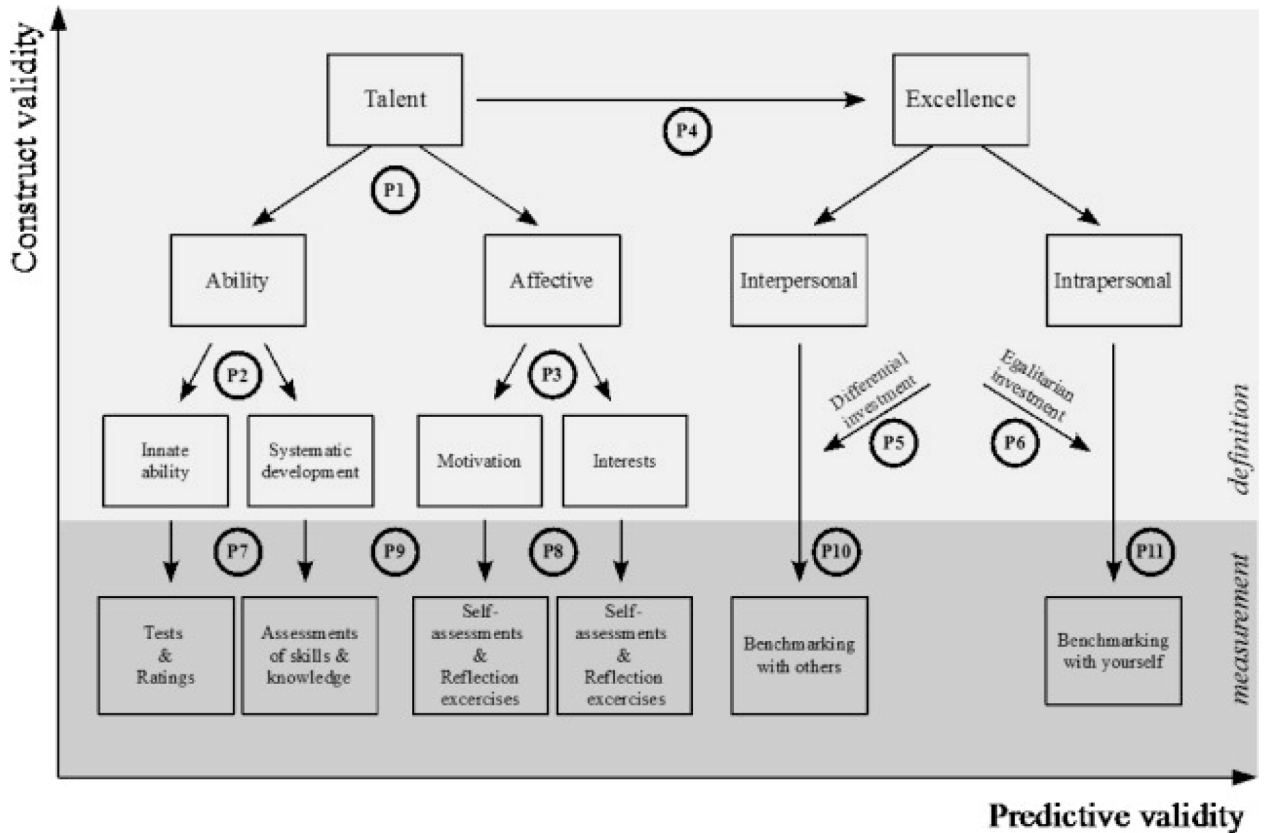 Construct validity
Talent
Excellence
P4
P1
Ability
Affective
Interpersonal
Intrapersonal
P2
P3
Differential
investment
Egalitarian
investment
P5
P6
definition
Innate
ability
Systematic
development
Motivation
Interests
P7
P9
P8
P10
P11
measurement
Tests
&
Ratings
Assessments
of skills &
knowledge
Self-
assessments
&
Reflection
excercises
Self-
assessments
&
Reflection
excercises
Benchmarking
with others
Benchmarking
with yourself
Predictive validity